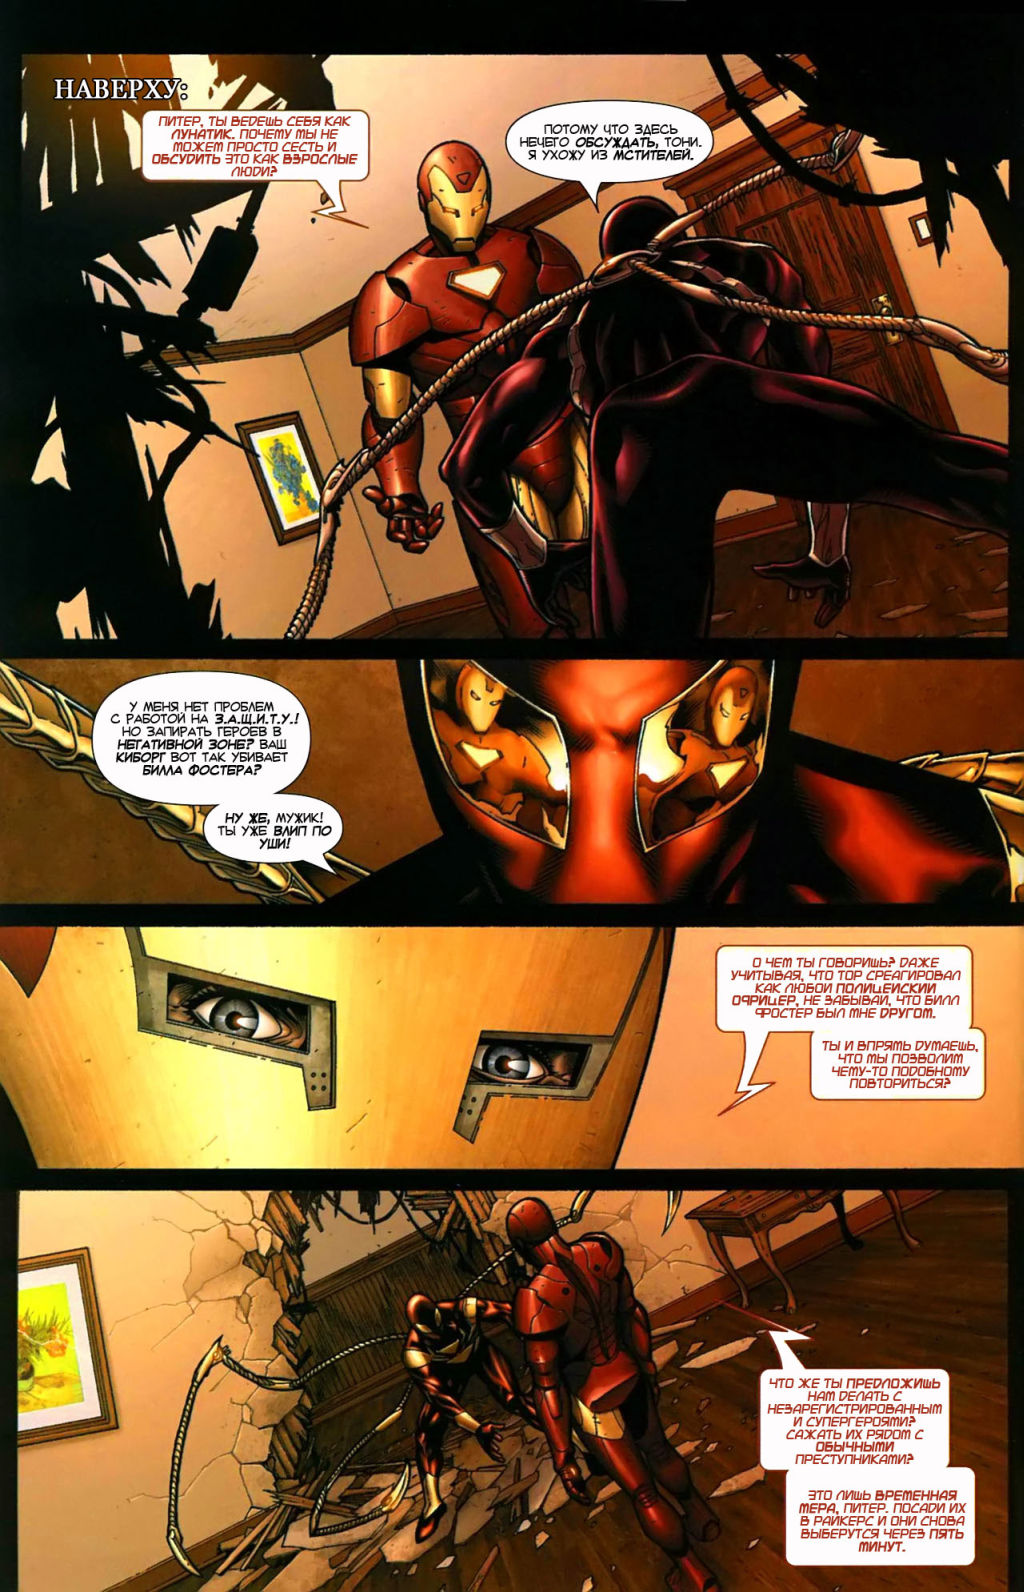 НАВЕРХУ:
ПИТЕР, ТЫ ВЕДЕШЬ СЕБЯ КАК
ЛУНАТИК. ПОЧЕМУ МЫ НЕ
МОЖЕМ ПРОСТО СЕСТЬ И
ОБСУДИТЬ ЭТО КАК ВЗРОСЛЫЕ
ЛЮДИ?
ПОТОМУ ЧТО ЗДЕСЬ
НЕЧЕГО ОБСУЖДАТЬ, ТОНИ.
Я УХОЖУ ИЗ МСТИТЕЛЕЙ.
У МЕНЯ НЕТ ПРОБЛЕМ
С РАБОТОЙ НА З.А.Щ.И.Т.У.!
НО ЗАПИРАТЬ ГЕРОЕВ В
НЕГАТИВНОЙ ЗОНЕ? ВАШ
КИБОРГ ВОТ ТАК УБИВАЕТ
БИЛЛА ФОСТЕРА?
НУ ЖЕ, МУЖИК!
ТЫ УЖЕ ВЛИП ПО
УШИ!
О ЧЕМ ТЫ ГОВОРИШЬ? ДАЖЕ
УЧИТЫВАЯ, ЧТО ТОР СРЕАГИРОВАЛ
КАК ЛЮБОЙ ПОЛИЦЕЙСКИЙ
ОФРИЦЕР, НЕ ЗАБЫВАЙ, ЧТО БИЛЛ
ФРОСТЕР БЫЛ МНЕ ДРУГОМ.
ТЫ И ВПРЯТЬ ДУМАЕШЬ,
ЧТО МЫ ПОЗВОЛИМ
ЧЕМУ-ТО ПОДОБНОМУ
ПОВТОРИТЬСЯ?
ЧТО ЖЕ ТЫ ПРЕДЛОЖИШЬ
НАМ ДЕЛАТЬ С
НЕЗАРЕГИСТРИРОВАННЫМ
И СУПЕРГЕРОЯМИ?
САЖАТЬ ИХ РЯДОМ С
ОБЫЧНЫМИ
ПРЕСТУПНИКАМИ?
ЭТО ЛИШЬ ВРЕМЕННАЯ
МЕРА, ПИТЕР. ПОСАДИ ИХ
В РАЙКЕРС И ОНИ СНОВА
ВЫБЕРУТСЯ ЧЕРЕЗ ПЯТЬ
МИНУТ.